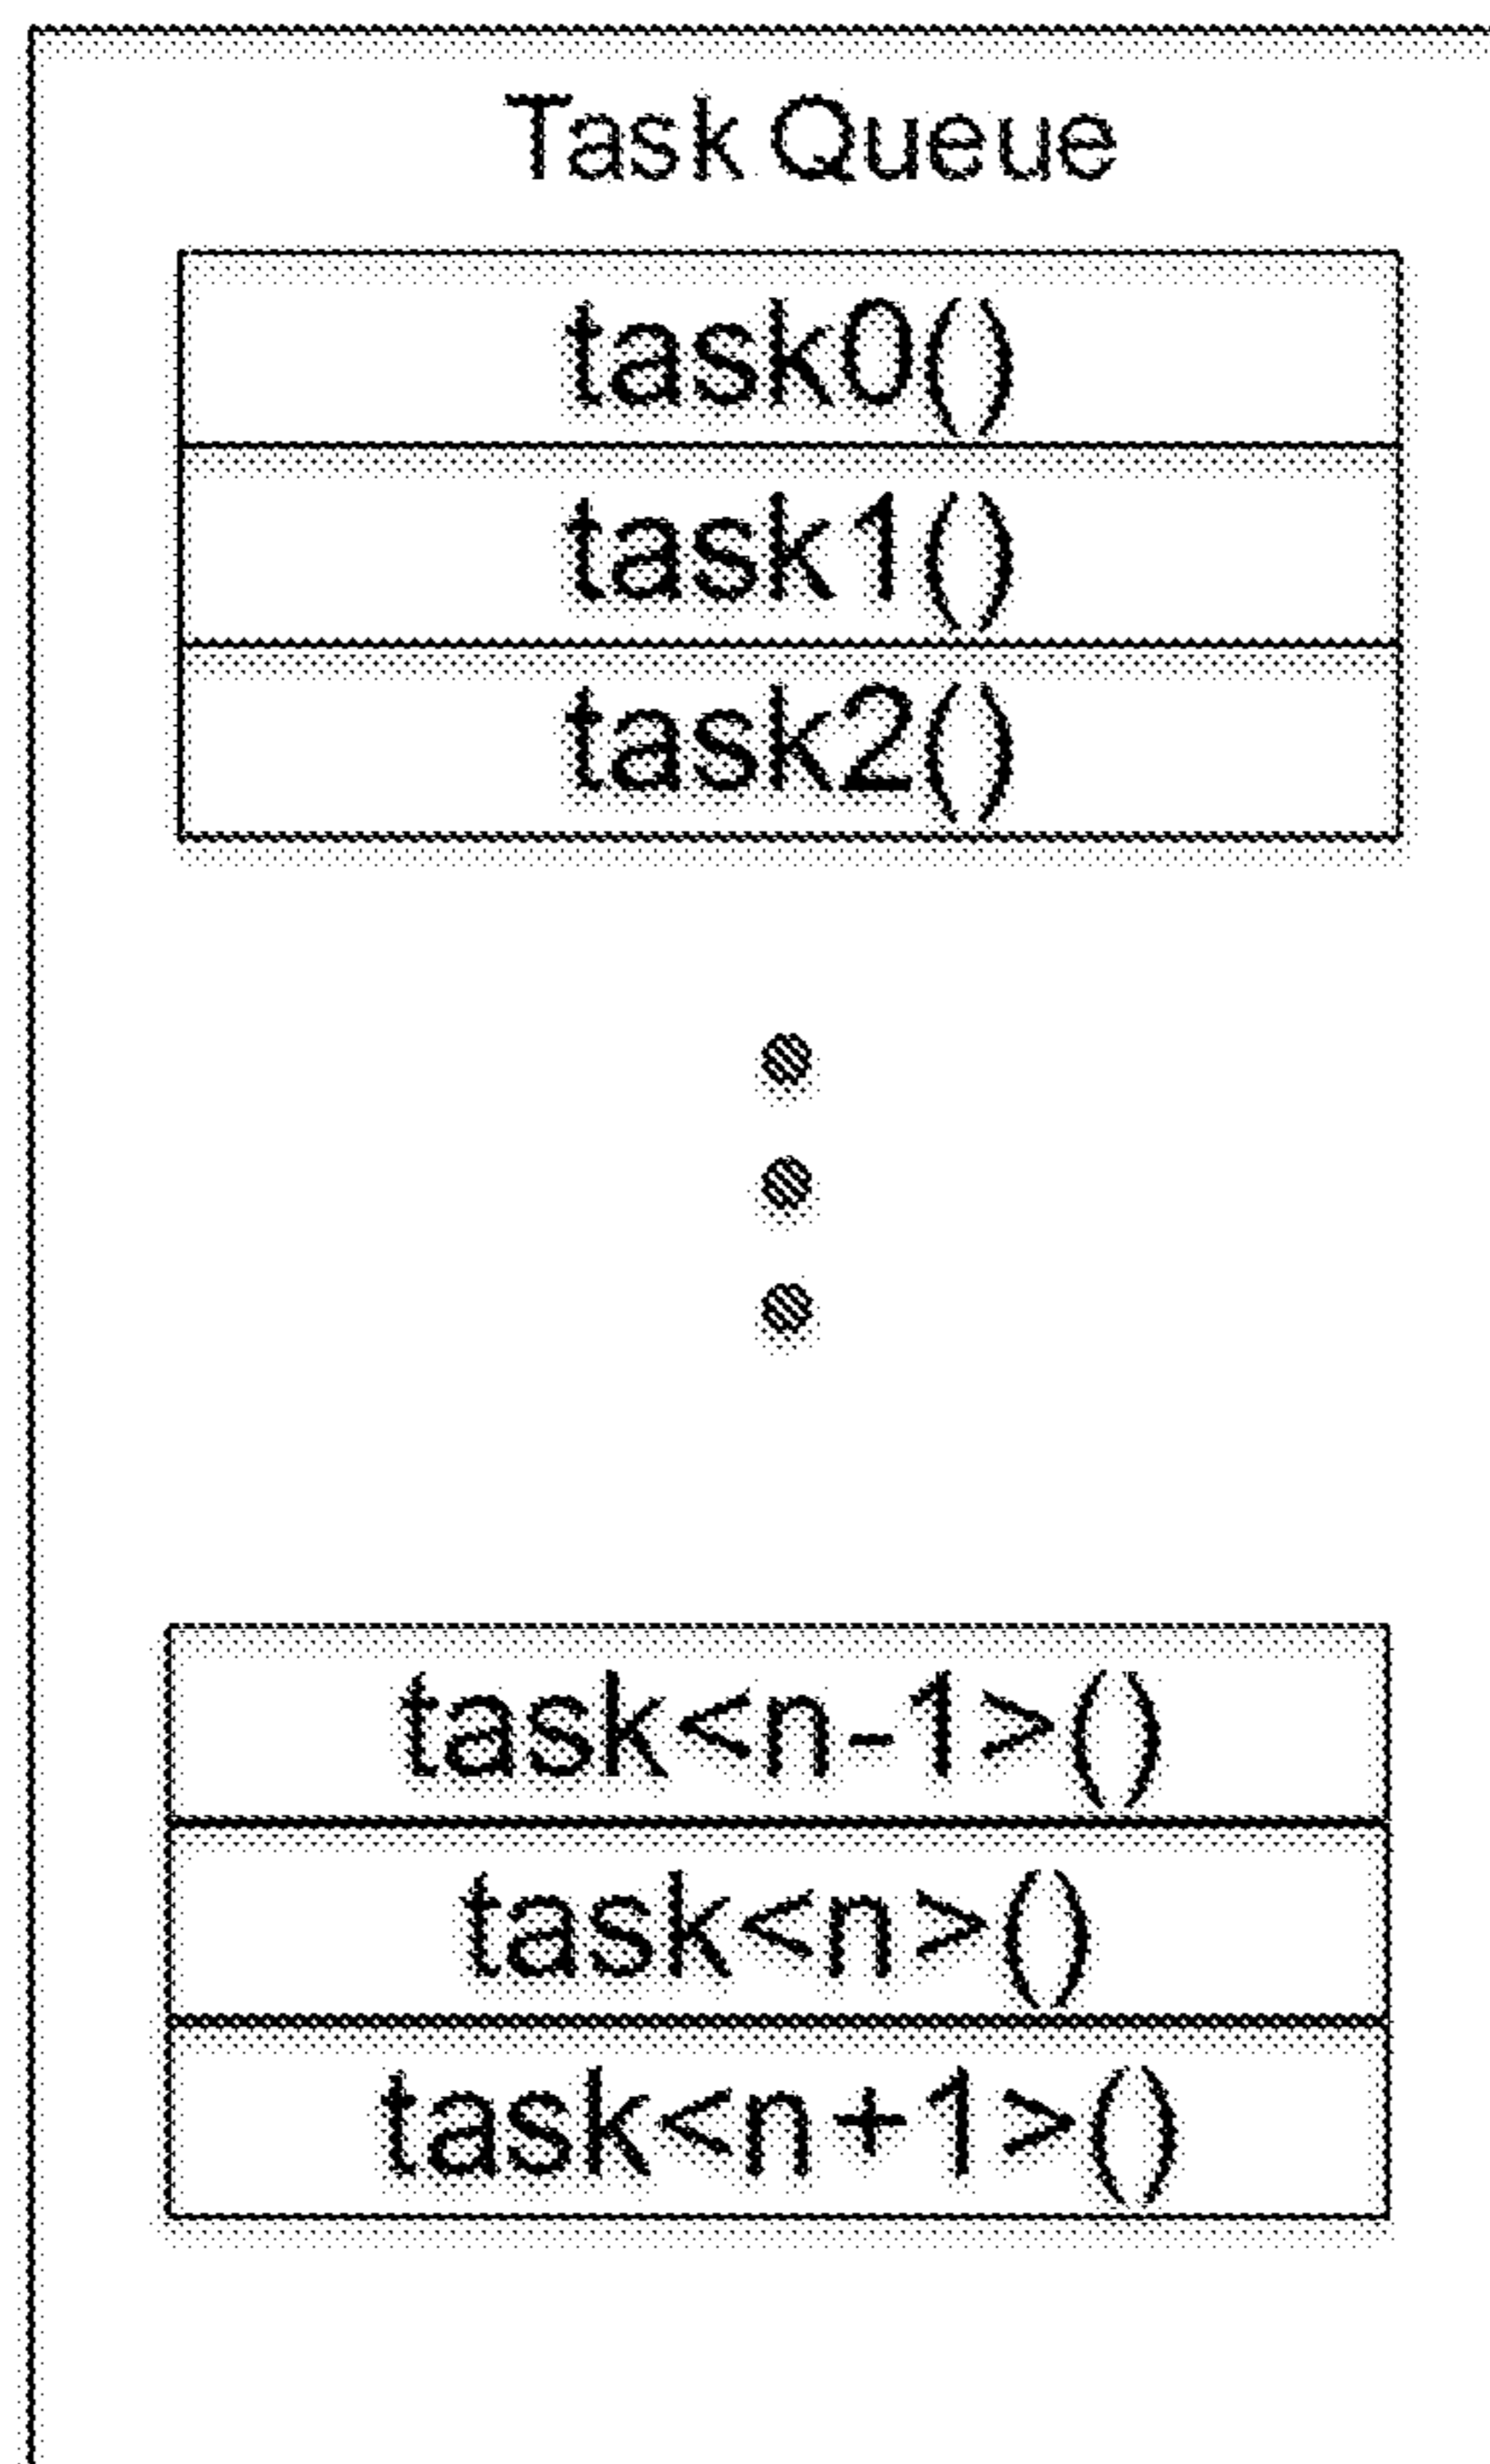 Task Queue
task0()
task1()
task2()
task<n-1>()
task<n>()
task<n+1>()